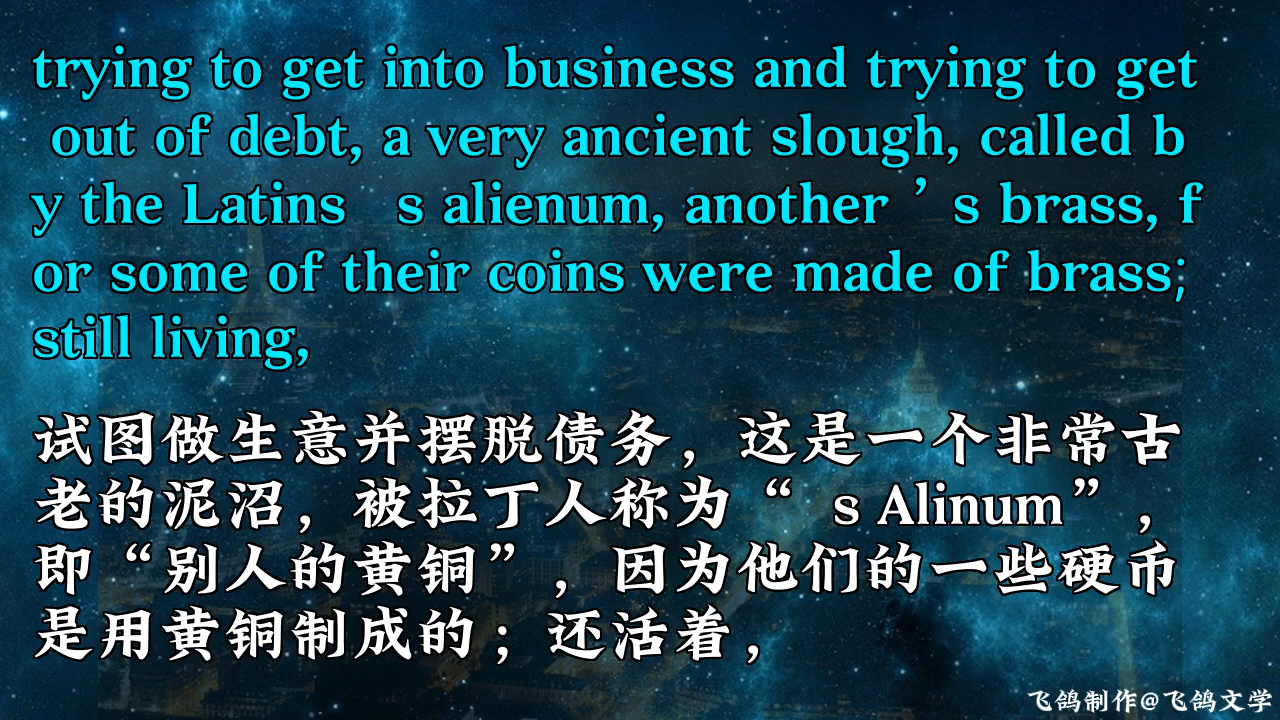 trying to get into business and trying to get
out of debt, a very ancient slough, called b
y the Latins s alienum, another ’ s brass, f
or some of their coins were made of brass;
still living,
试图做生意并摆脱债务，这是一个非常古
老的泥沼，被拉丁人称为“ s Alinum”，
即“别人的黄铜”，因为他们的一些硬币
是用黄铜制成的；还活着，
飞鸽制作@飞鸽文学